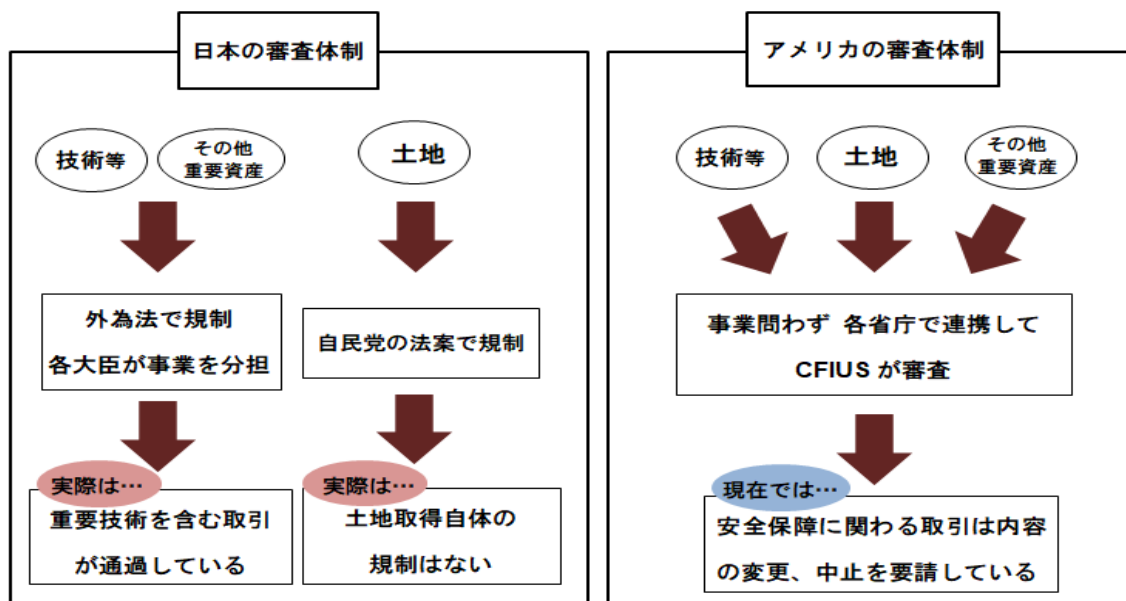 日本の審査体制
技術等
その他
重要資産
土地
外為法で規制
各大臣が事業を分担
自民党の法案で規制
実際は…
重要技術を含む取引
が通過している
実際は…
土地取得自体の
規制はない
アメリカの審査体制
技術等
土地
その他
重要資産
事業問わず 各省庁で連携して
CFIUS が審査
現在では…
安全保障に関わる取引は内容
の変更、中止を要請している